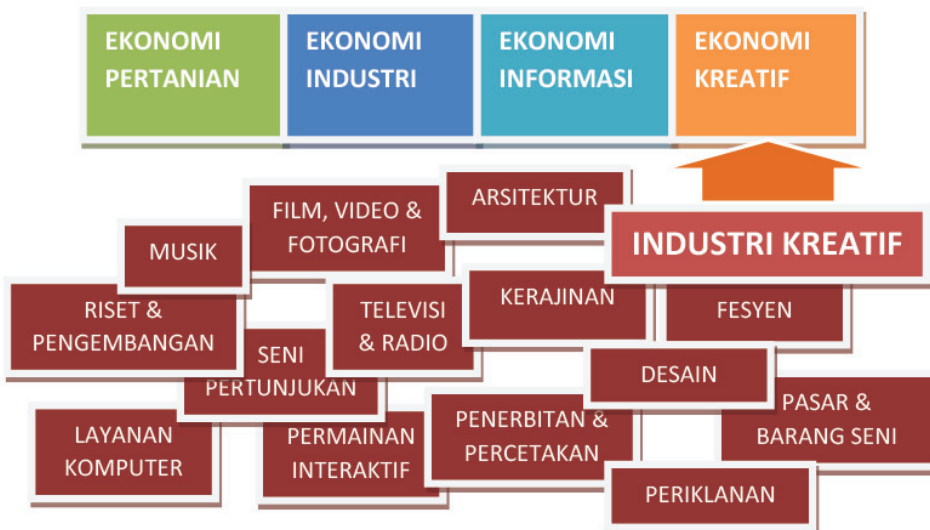 EKONOMI
PERTANIAN
EKONOMI
INDUSTRI
EKONOMI
INFORMASI
EKONOMI
KREATIF
ARSITEKTUR
FILM, VIDEO &
FOTOGRAFI
MUSIK
INDUSTRI KREATIF
KERAJINAN
RISET &
PENGEMBANGAN
TELEVISI
& RADIO
FESYEN
SENI
PERTUNJUKAN
DESAIN
PASAR &
BARANG SENI
PENERBITAN &
PERCETAKAN
LAYANAN
KOMPUTER
PERMAINAN
INTERAKTIF
PERIKLANAN